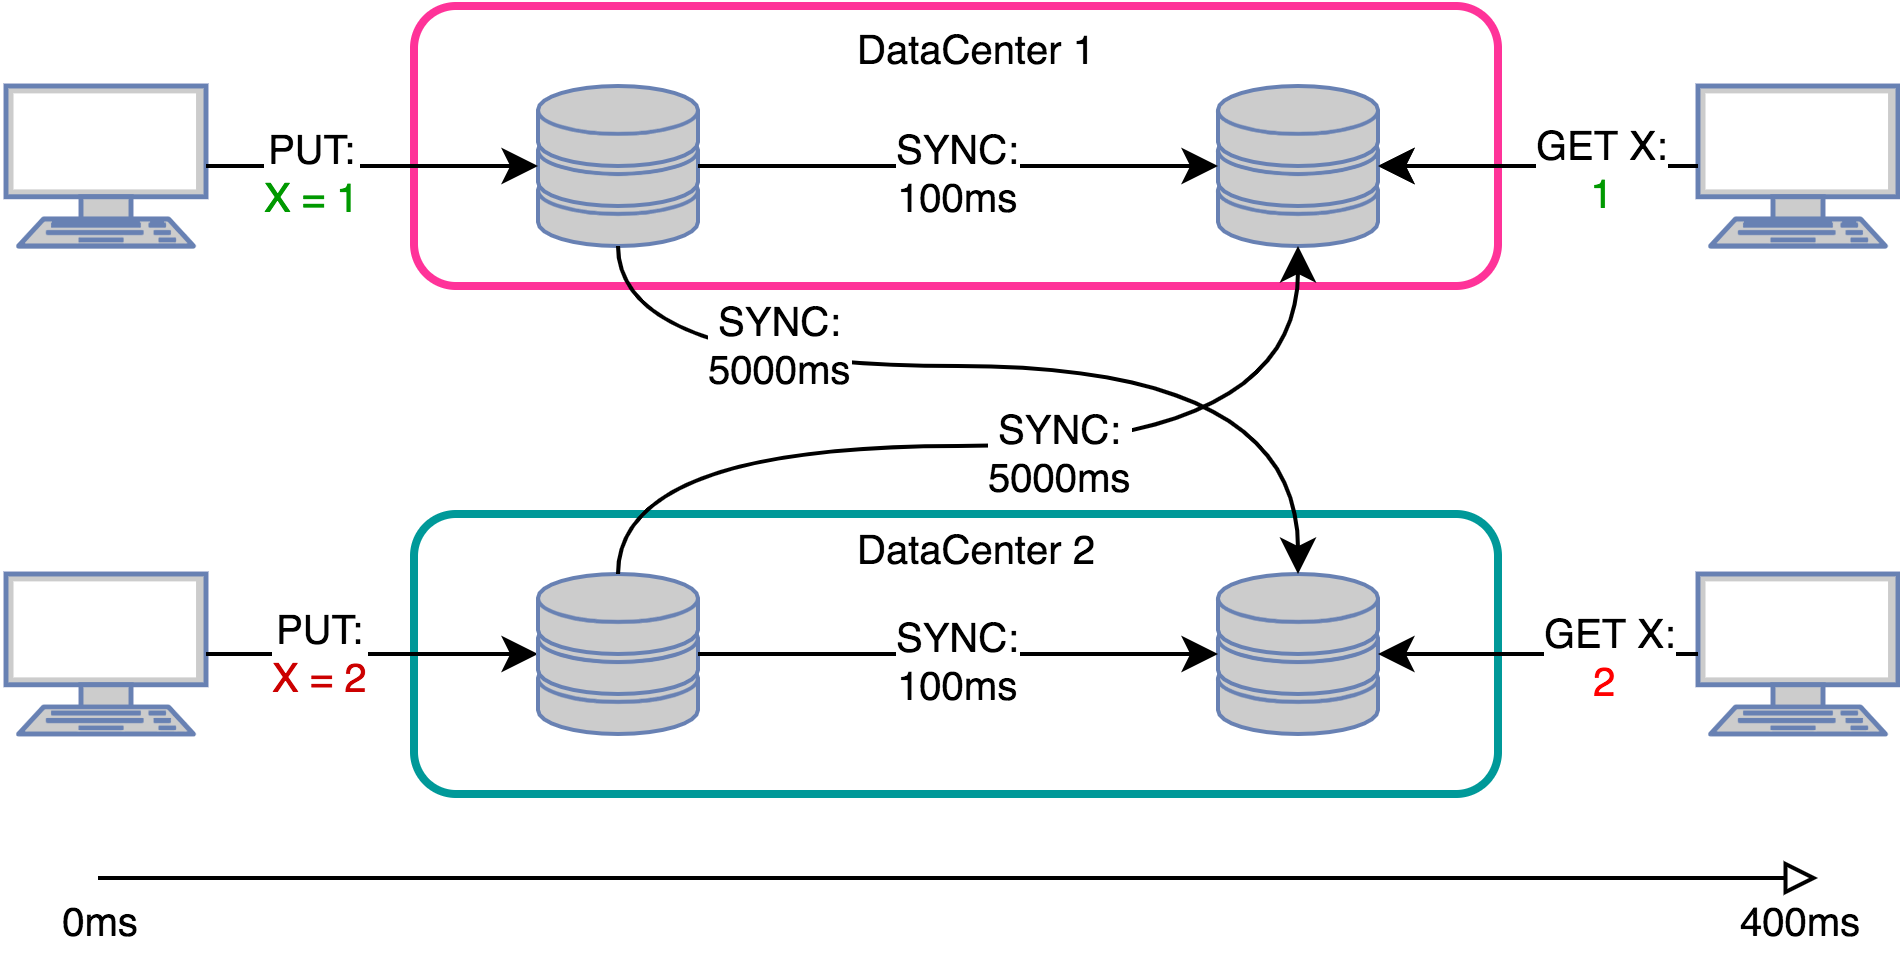 DataCenter 1
PUT:
X = 1
SYNC:
100ms
GET X:
1
SYNC:
5000ms
SYNC:
5000ms
DataCenter 2
PUT:
X = 2
SYNC:
100ms
GET X:
2
0ms
400ms